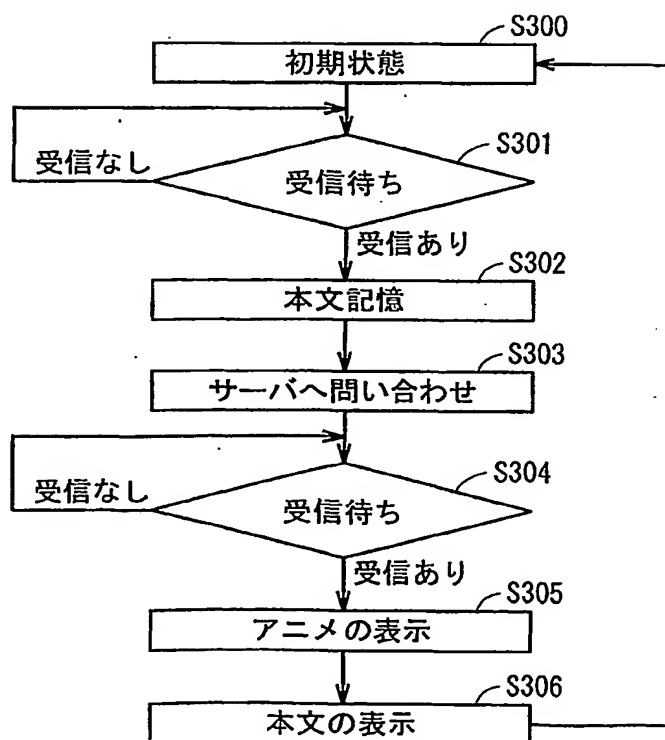 S300
初期状態
S301
受信なし
受信待ち
受信あり
S302
本文記憶
S303
サーバへ問い合わせ
S304
受信なし
受信待ち
受信あり
S305
アニメの表示
S306
本文の表示